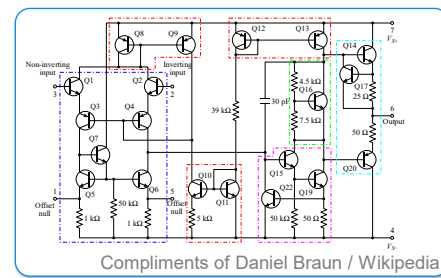 Q8
Q9
Q12
Q13
7
V_S+
Non-inverting
input
Inverting
input
Q1
Q2
3
2
Q14
4.5 kΩ
Q16
Q17
25 Ω
Q3
Q4
39 kΩ
30 pF
7.5 kΩ
6
Output
50 Ω
Q7
Q15
Q20
Q5
Q6
Q10
Q11
Q22
Q19
1
Offset
null
5
Offset
null
1 kΩ
50 kΩ
1 kΩ
5 kΩ
50 kΩ
50 Ω
4
V_S-
Compliments of Daniel Braun / Wikipedia